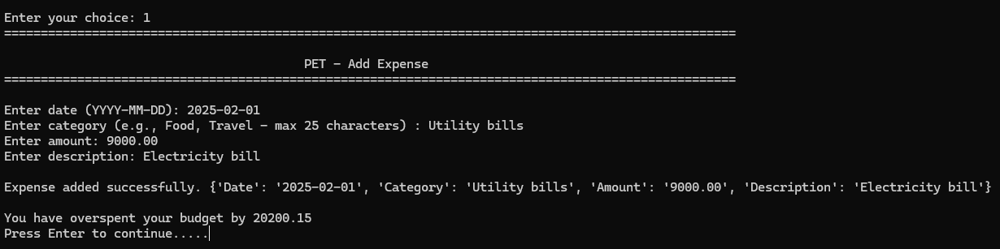 Enter your choice: 1
====================================================================================================
PET - Add Expense
====================================================================================================
Enter date (YYYY-MM-DD): 2025-02-01
Enter category (e.g., Food, Travel - max 25 characters) : Utility bills
Enter amount: 9000.00
Enter description: Electricity bill
Expense added successfully. {'Date': '2025-02-01', 'Category': 'Utility bills', 'Amount': '9000.00', 'Description': 'Electricity bill'}
You have overspent your budget by 20200.15
Press Enter to continue.....